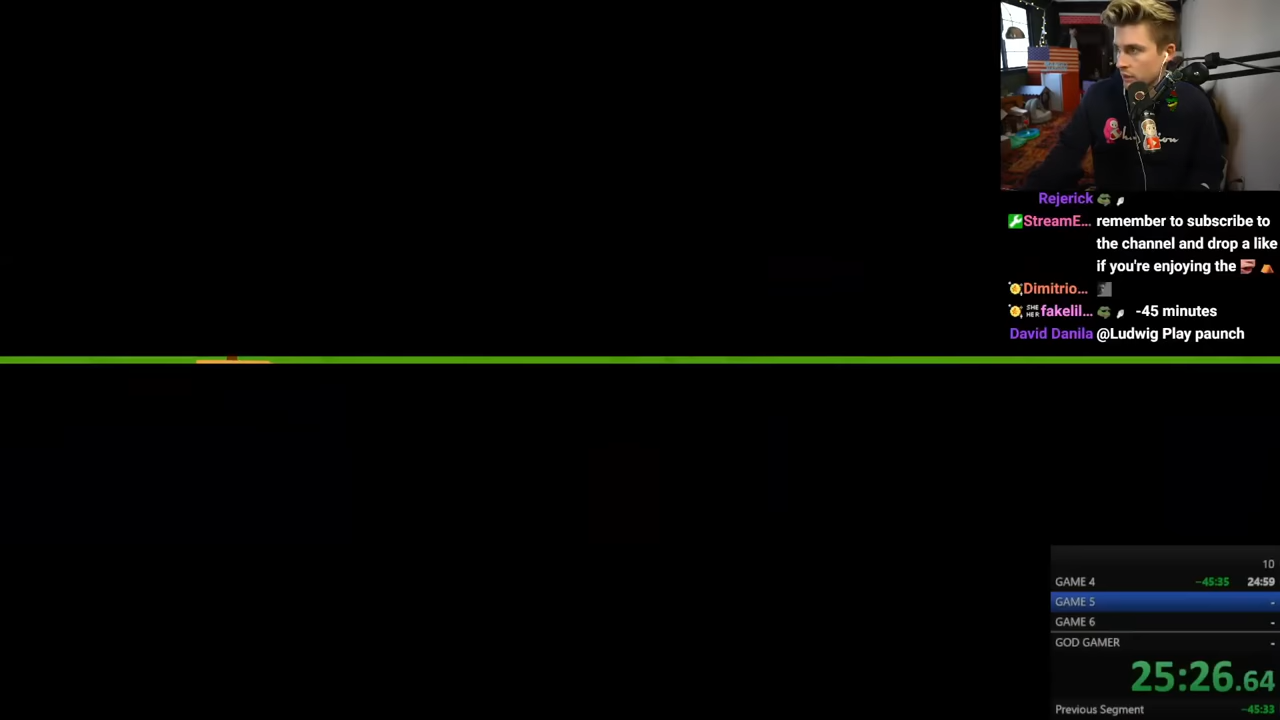 Rejerick
StreamE... remember to subscribe to
the channel and drop a like
if you're enjoying the
Dimitrio...
SHE
HER fakelil... -45 minutes
David Danila @Ludwig Play paunch
10
GAME 4 -45:35 24:59
GAME 5 -
GAME 6 -
GOD GAMER -
25:26.64
Previous Segment -45:33